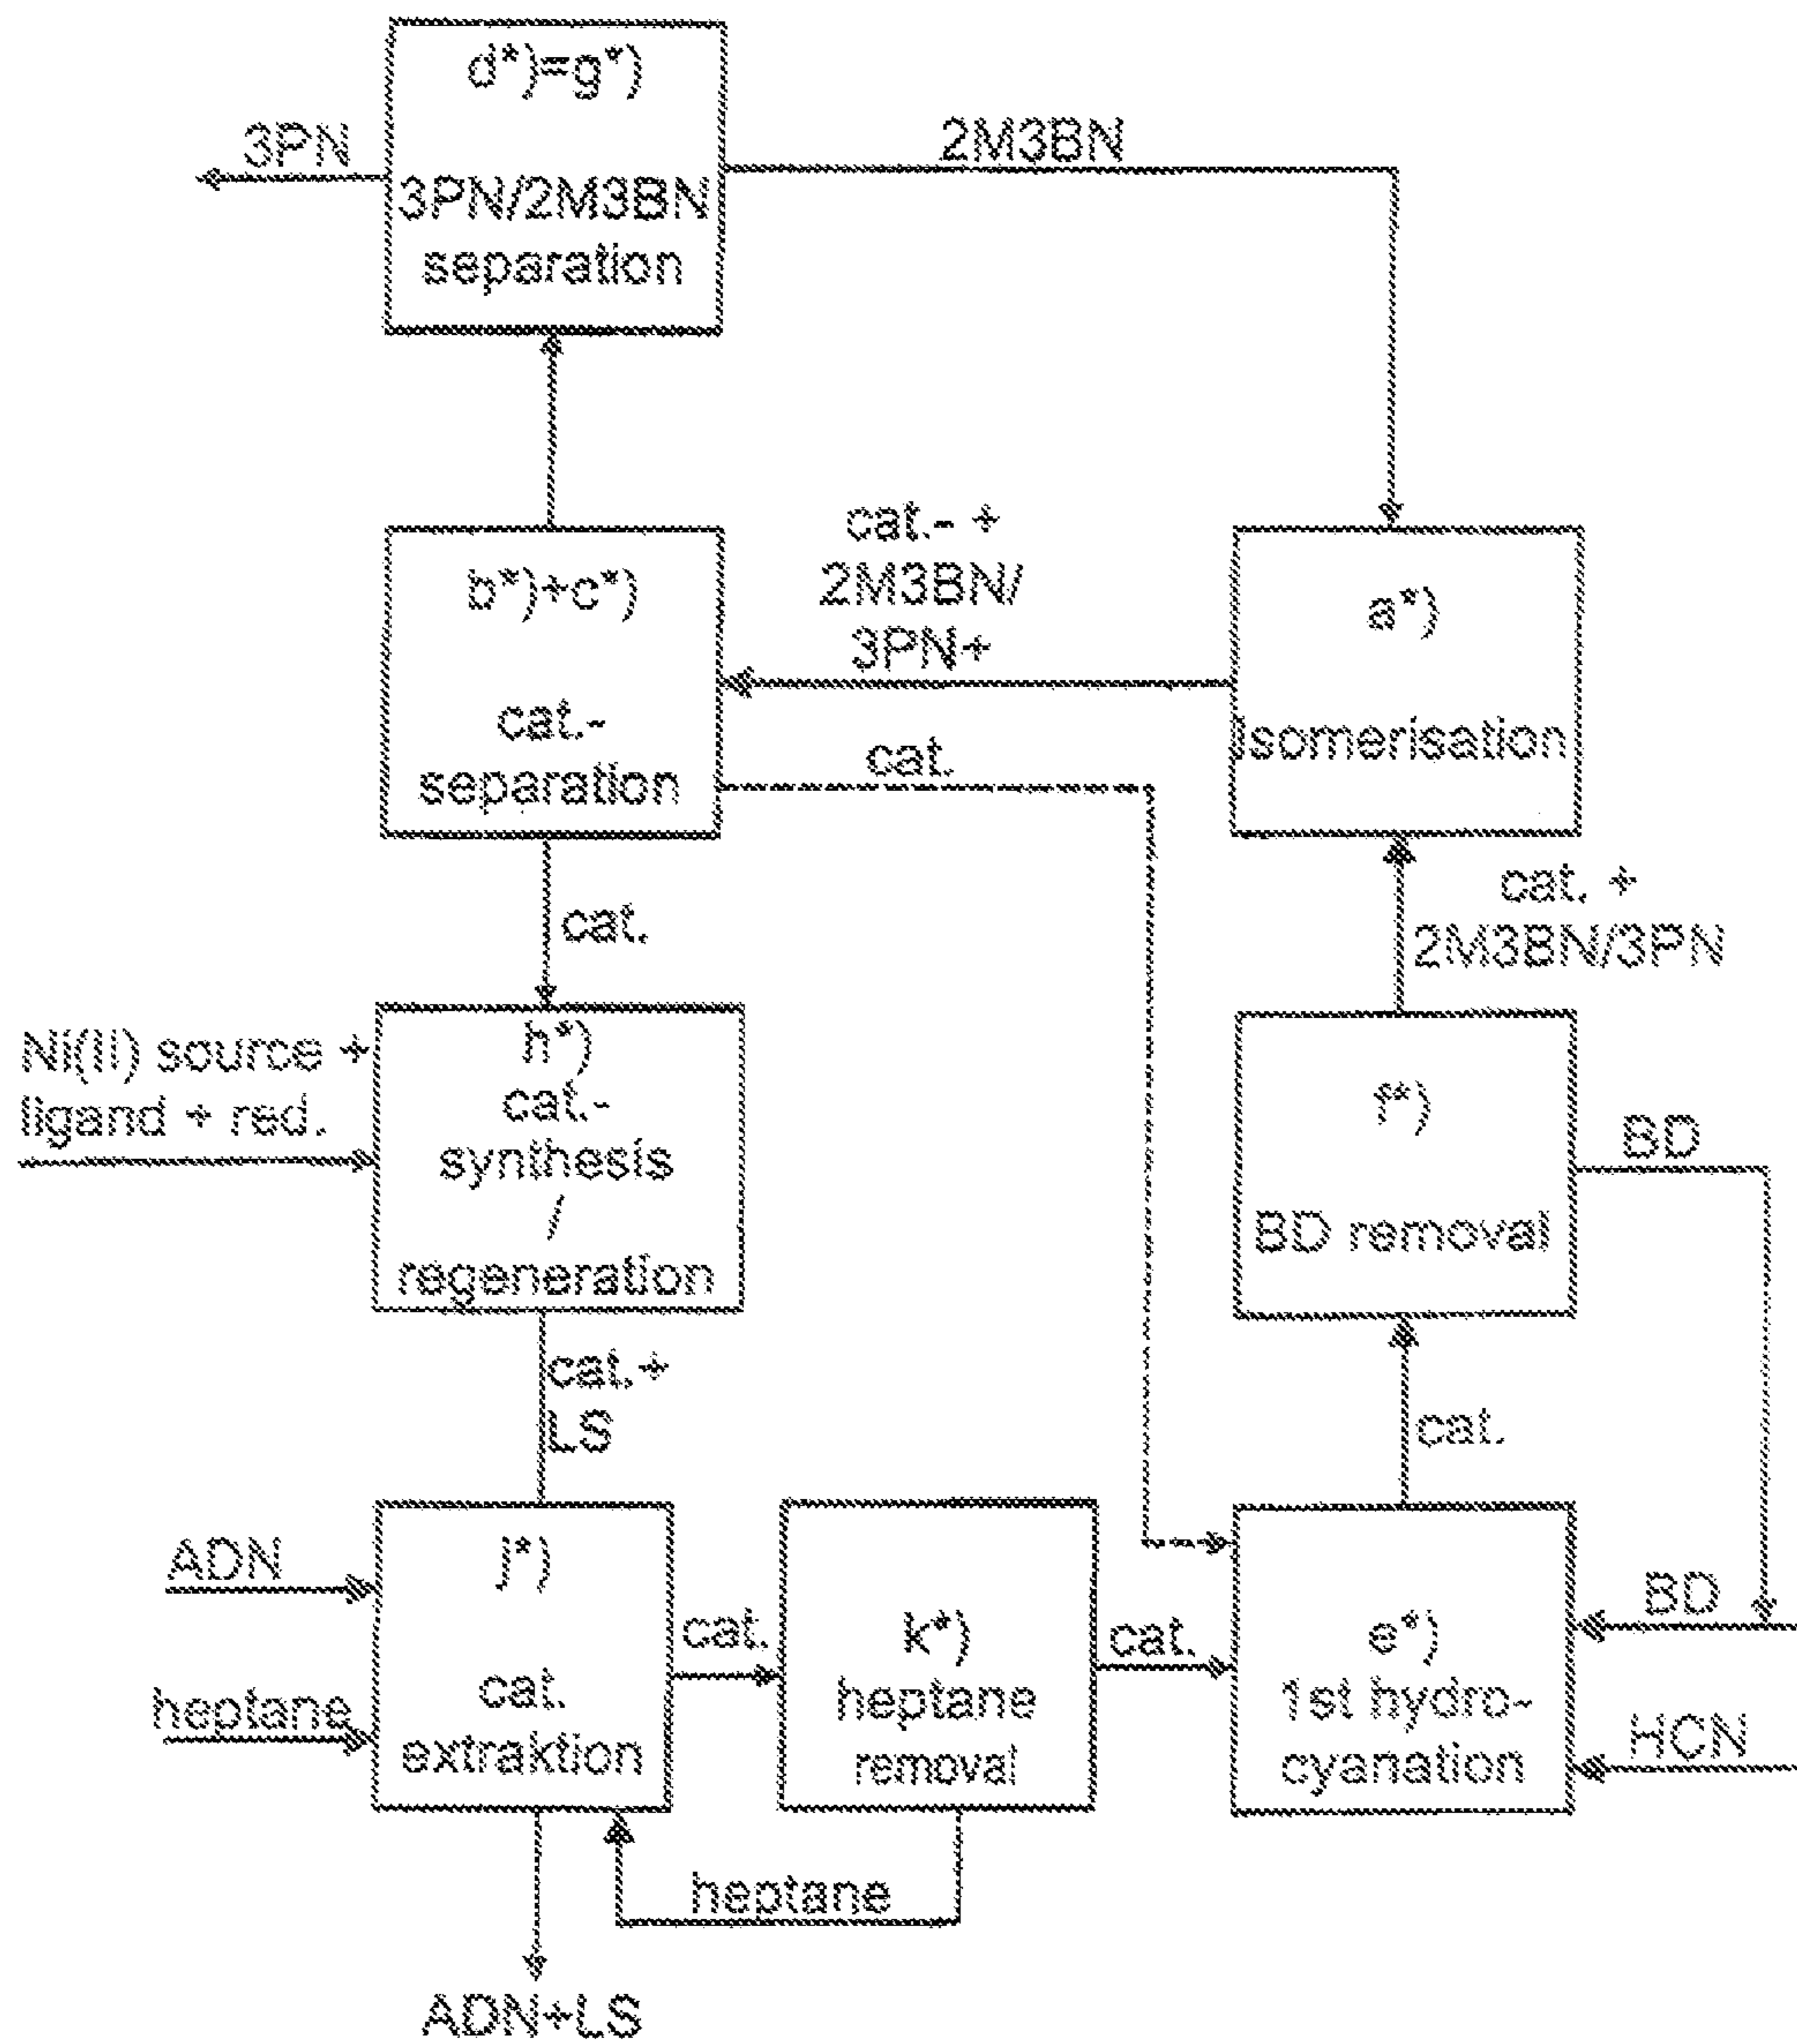 d*)=g*)
3PN/2M3BN
separation
3PN
2M3BN
b*)+c*)
cat.-
separation
cat.- +
2M3BN/
3PN+
cat.
a*)
Isomerisation
cat.
cat. +
2M3BN/3PN
Ni(II) source +
ligand + red.
h*)
cat.-
synthesis
/
regeneration
f*)
BD removal
BD
cat.+
LS
cat.
ADN
heptane
j*)
cat.
extraktion
cat.
k*)
heptane
removal
cat.
e*)
1st hydro-
cyanation
BD
HCN
heptane
ADN+LS